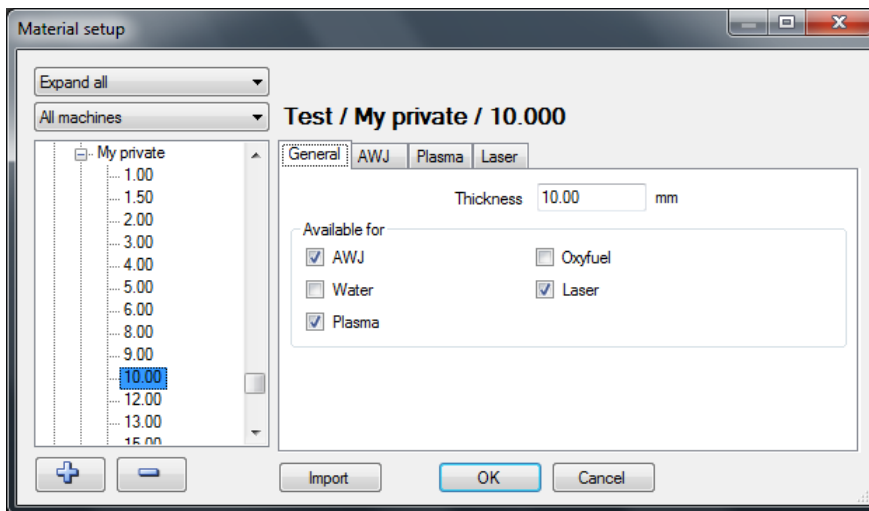 Material setup
Expand all
All machines
My private
1.00
1.50
2.00
3.00
4.00
5.00
6.00
8.00
9.00
10.00
12.00
13.00
15.00
Test / My private / 10.000
General AWJ Plasma Laser
Thickness 10.00 mm
Available for
AWJ Oxyfuel
Water Laser
Plasma
Import OK Cancel